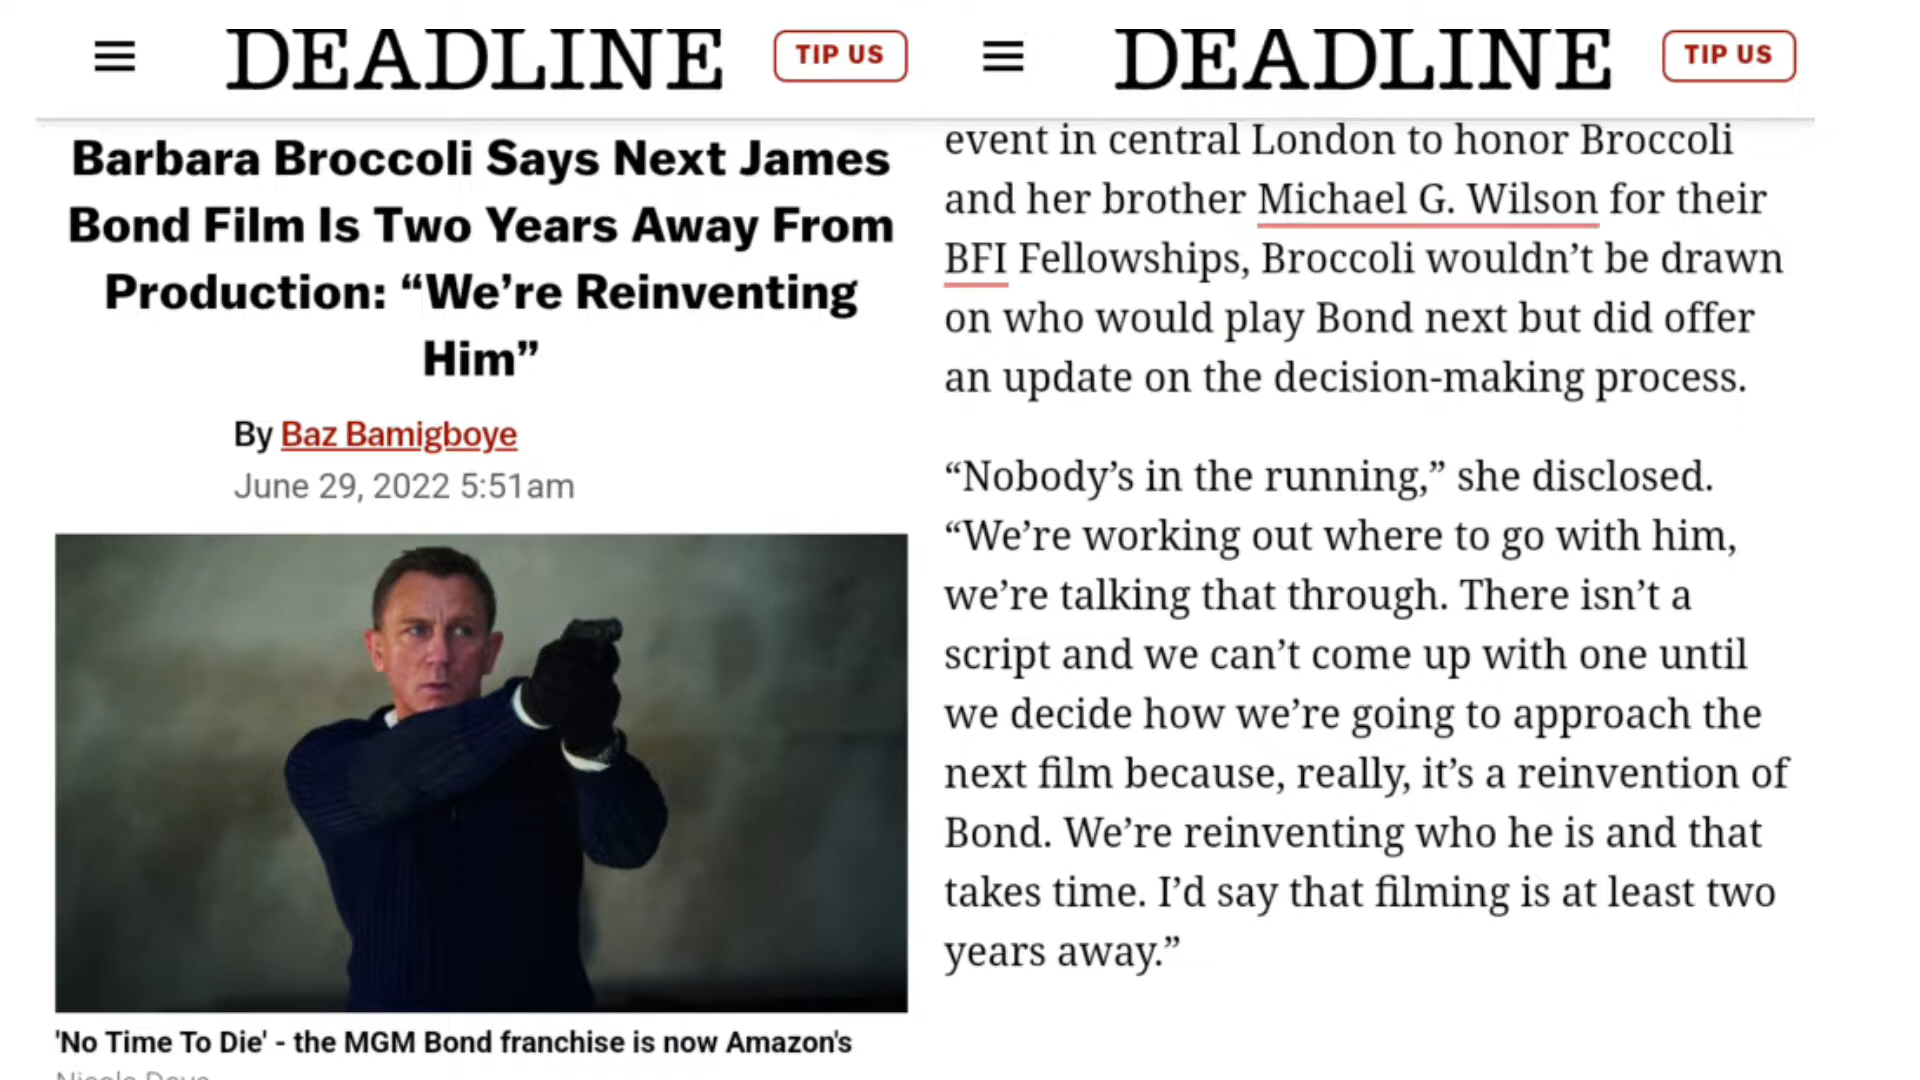 DEADLINE
TIP US
Barbara Broccoli Says Next James
Bond Film Is Two Years Away From
Production: “We’re Reinventing
Him”
By Baz Bamigboye
June 29, 2022 5:51am
'No Time To Die' - the MGM Bond franchise is now Amazon's
DEADLINE
TIP US
event in central London to honor Broccoli
and her brother Michael G. Wilson for their
BFI Fellowships, Broccoli wouldn’t be drawn
on who would play Bond next but did offer
an update on the decision-making process.
“Nobody’s in the running,” she disclosed.
“We’re working out where to go with him,
we’re talking that through. There isn’t a
script and we can’t come up with one until
we decide how we’re going to approach the
next film because, really, it’s a reinvention of
Bond. We’re reinventing who he is and that
takes time. I’d say that filming is at least two
years away.”